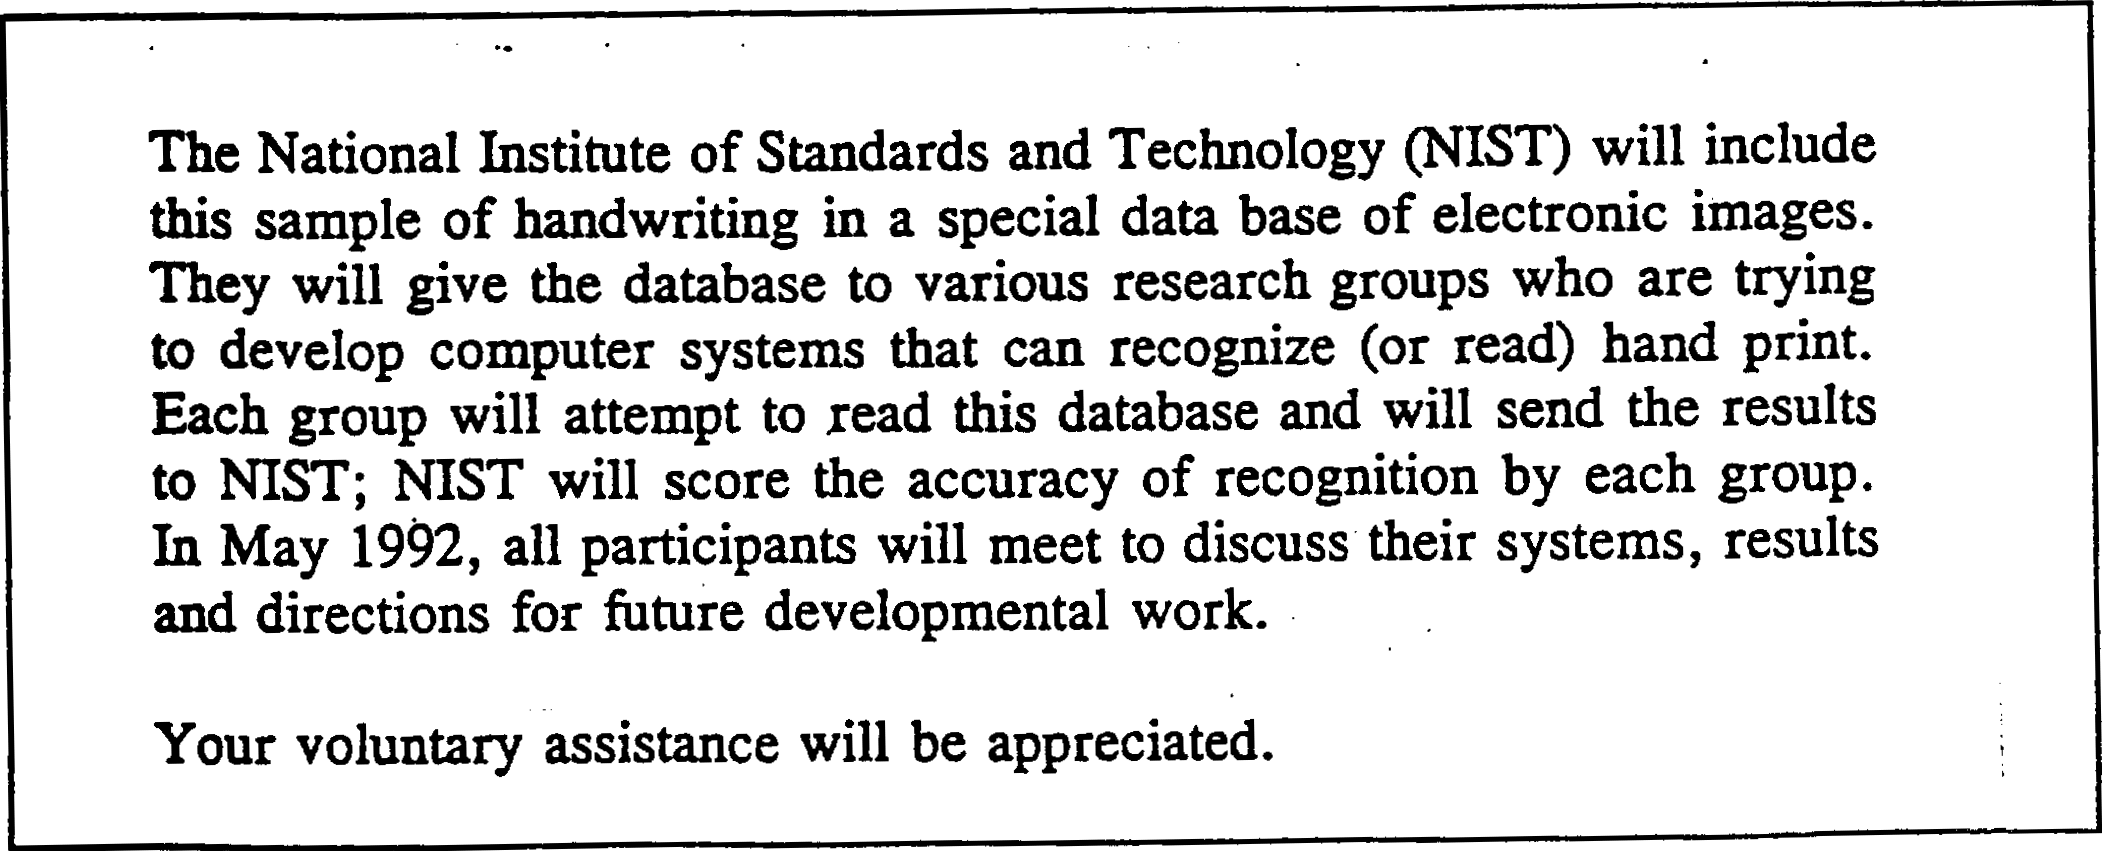 The National Institute of Standards and Technology (NIST) will include
this sample of handwriting in a special data base of electronic images.
They will give the database to various research groups who are trying
to develop computer systems that can recognize (or read) hand print.
Each group will attempt to read this database and will send the results
to NIST; NIST will score the accuracy of recognition by each group.
In May 1992, all participants will meet to discuss their systems, results
and directions for future developmental work.
Your voluntary assistance will be appreciated.